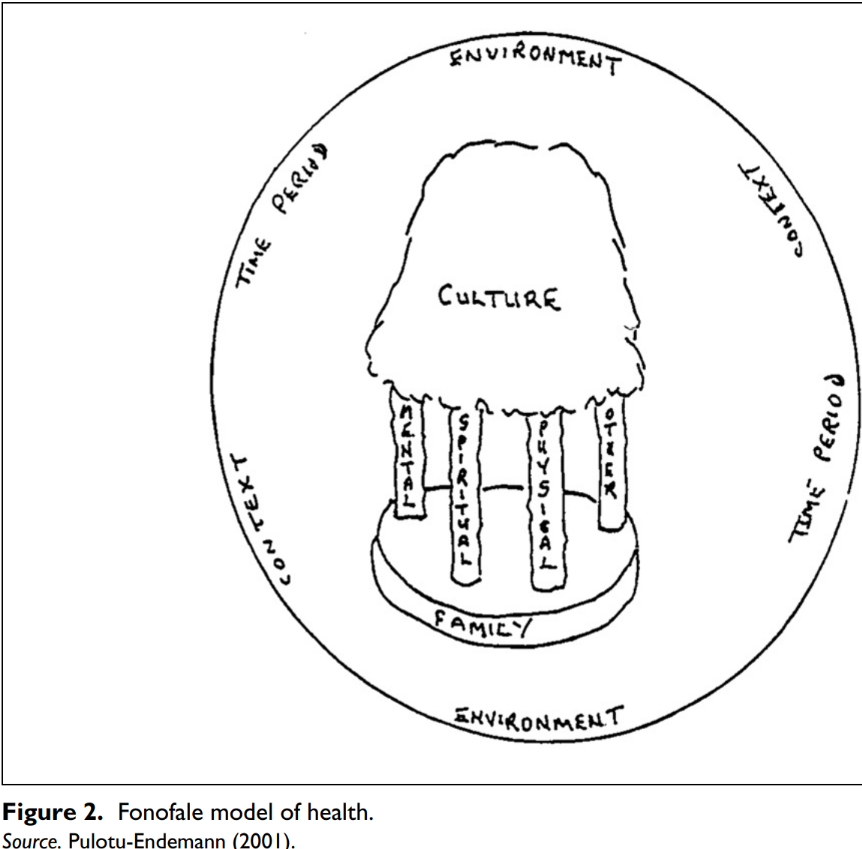 ENVIRONMENT
TIME PERIOD
CONTEXT
CULTURE
MENTAL
SPIRITUAL
PHYSICAL
OTHER
TIME PERIOD
CONTEXT
FAMILY
ENVIRONMENT
Figure 2. Fonofale model of health.
Source. Pulotu-Endemann (2001).